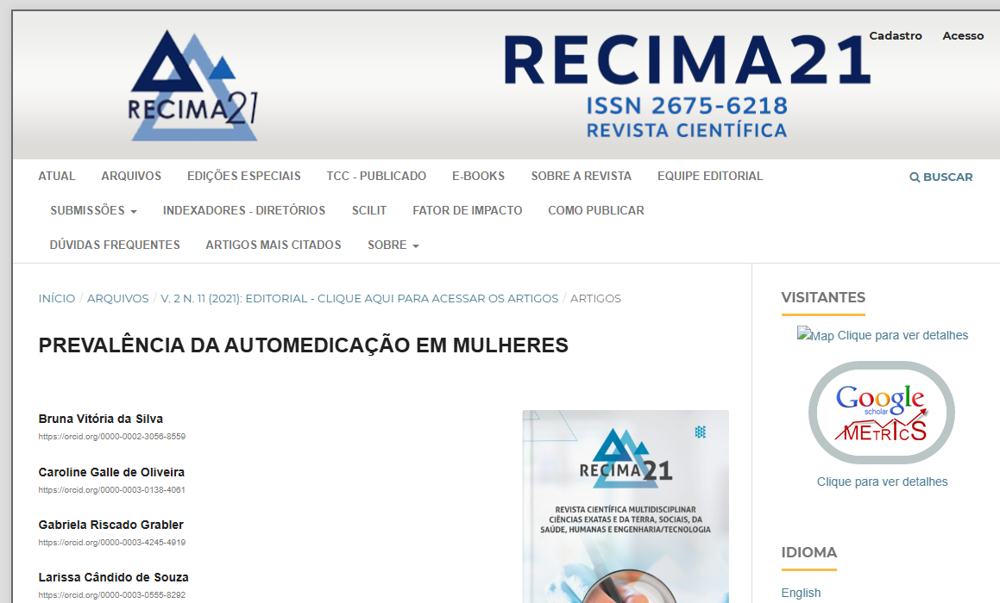 RECIMA21
RECIMA21
ISSN 2675-6218
REVISTA CIENTÍFICA
Cadastro Acesso
ATUAL ARQUIVOS EDIÇÕES ESPECIAIS TCC - PUBLICADO E-BOOKS SOBRE A REVISTA EQUIPE EDITORIAL
BUSCAR
SUBMISSÕES INDEXADORES - DIRETÓRIOS SCILIT FATOR DE IMPACTO COMO PUBLICAR
DÚVIDAS FREQUENTES ARTIGOS MAIS CITADOS SOBRE
INÍCIO / ARQUIVOS / V. 2 N. 11 (2021): EDITORIAL - CLIQUE AQUI PARA ACESSAR OS ARTIGOS / ARTIGOS
PREVALÊNCIA DA AUTOMEDICAÇÃO EM MULHERES
Bruna Vitória da Silva
https://orcid.org/0000-0002-3056-8559
Caroline Galle de Oliveira
https://orcid.org/0000-0003-0138-4061
Gabriela Riscado Grabler
https://orcid.org/0000-0003-4245-4919
Larissa Cândido de Souza
https://orcid.org/0000-0003-0555-8292
RECIMA21
REVISTA CIENTÍFICA MULTIDISCIPLINAR
CIÊNCIAS EXATAS E DA TERRA, SOCIAIS, DA
SAÚDE, HUMANAS E ENGENHARIA/TECNOLOGIA
VISITANTES
Map Clique para ver detalhes
Google
scholar
METRICS
Clique para ver detalhes
IDIOMA
English